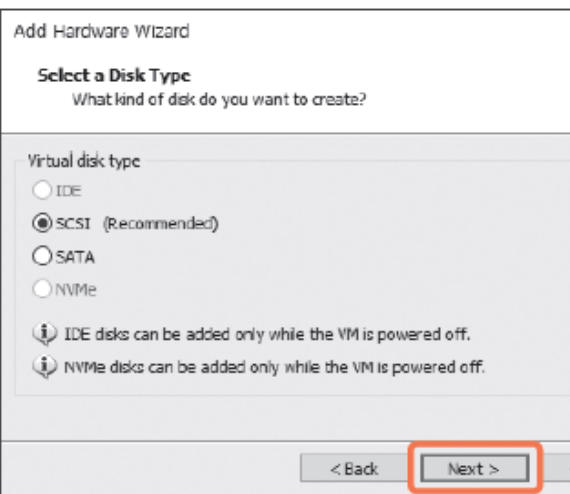 Add Hardware Wizard
Select a Disk Type
What kind of disk do you want to create?
Virtual disk type
IDE
SCSI (Recommended)
SATA
NVMe
IDE disks can be added only while the VM is powered off.
NVMe disks can be added only while the VM is powered off.
< Back Next >